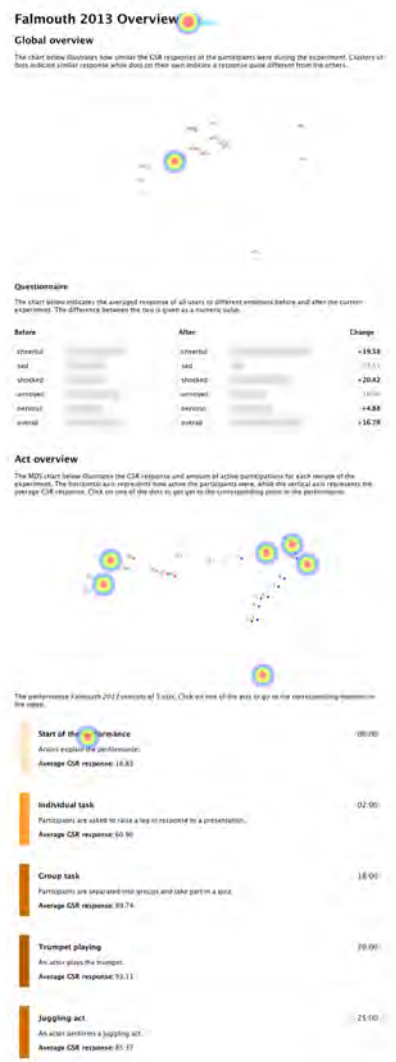 Falmouth 2013 Overview
Global overview
The chart below illustrates how similar the GSR responses of the participants were during the experiment. Clusters of
dots indicate similar response while dots on their own indicate a response quite different from the others.
Questionnaire
The chart below indicates the averaged response of all users to different emotions before and after the current
experiment. The difference between the two is given as a numeric value.
Before After Change
cheerful cheerful +19.58
sad sad
shocked shocked +20.42
annoyed annoyed
nervous nervous +4.88
overall overall +16.79
Act overview
The MDS chart below illustrates the GSR response and amount of active participations for each minute of the
experiment. The horizontal axis represents how active the participants were, while the vertical axis represents the
average GSR response. Click on one of the dots to get get to the corresponding point in the performance.
The performance Falmouth 2013 consists of 5 acts. Click on one of the dots to go to the corresponding moment in
the video.
Start of the performance 00:00
Actors explain the performance.
Average GSR response: 16.83
Individual task 02:00
Participants are asked to raise a leg in response to a presentation.
Average GSR response: 60.96
Group task 18:00
Participants are separated into groups and take part in a quiz.
Average GSR response: 89.74
Trumpet playing 20:00
An actor plays the trumpet.
Average GSR response: 93.11
Juggling act 25:00
An actor performs a juggling act.
Average GSR response: 85.37